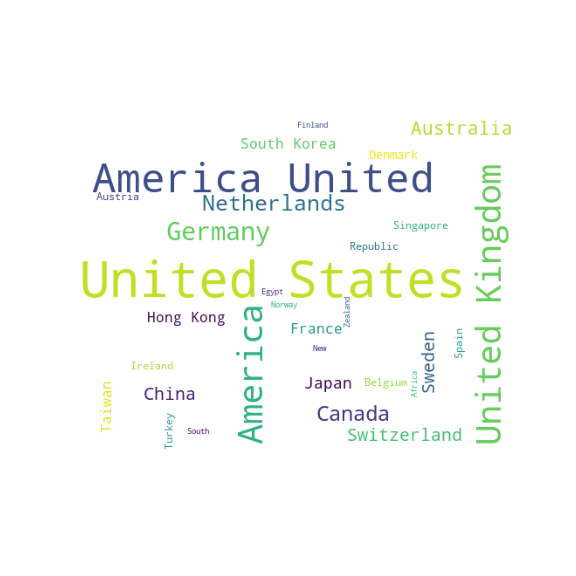 Finland
Australia
South Korea
Denmark
America United
Austria
Netherlands
Singapore
Germany
Republic
United Kingdom
United States
Egypt
Norway
Zealand
Hong Kong
America
France
Sweden
Spain
New
Ireland
Japan
Belgium
Africa
Taiwan
China
Canada
Turkey
South
Switzerland